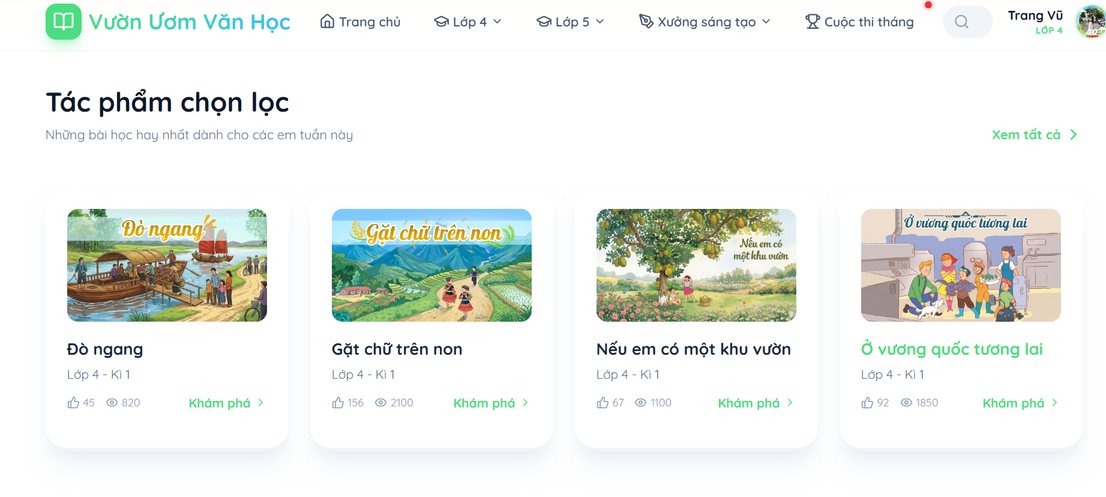 Vườn Ươm Văn Học
Trang chủ
Lớp 4
Lớp 5
Xưởng sáng tạo
Cuộc thi tháng
Trang Vũ
LỚP 4
Tác phẩm chọn lọc
Những bài học hay nhất dành cho các em tuần này
Xem tất cả
Đò ngang
Gặt chữ trên non
Nếu em có
một khu vườn
Ở vương quốc tương lai
Đò ngang
Lớp 4 - Kì 1
45 820 Khám phá
Gặt chữ trên non
Lớp 4 - Kì 1
156 2100 Khám phá
Nếu em có một khu vườn
Lớp 4 - Kì 1
67 1100 Khám phá
Ở vương quốc tương lai
Lớp 4 - Kì 1
92 1850 Khám phá